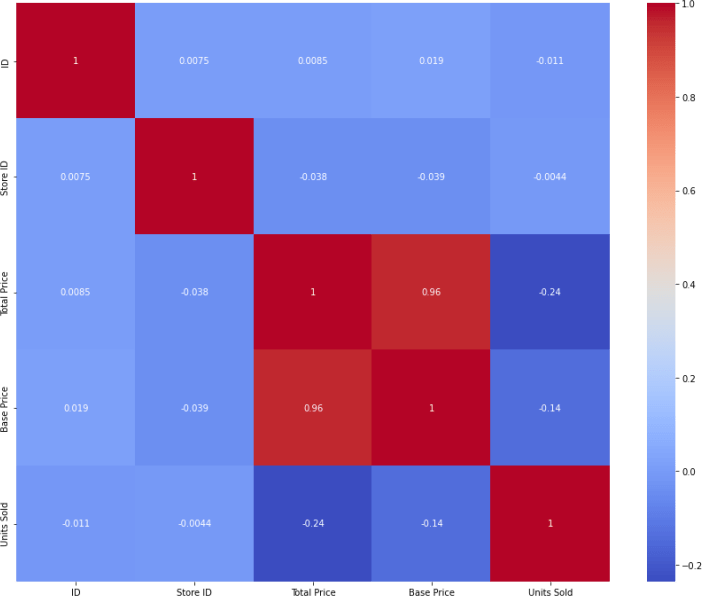 ID 1 0.0075 0.0085 0.019 -0.011
Store ID 0.0075 1 -0.038 -0.039 -0.0044
Total Price 0.0085 -0.038 1 0.96 -0.24
Base Price 0.019 -0.039 0.96 1 -0.14
Units Sold -0.011 -0.0044 -0.24 -0.14 1
ID Store ID Total Price Base Price Units Sold
1.0
0.8
0.6
0.4
0.2
0.0
−0.2